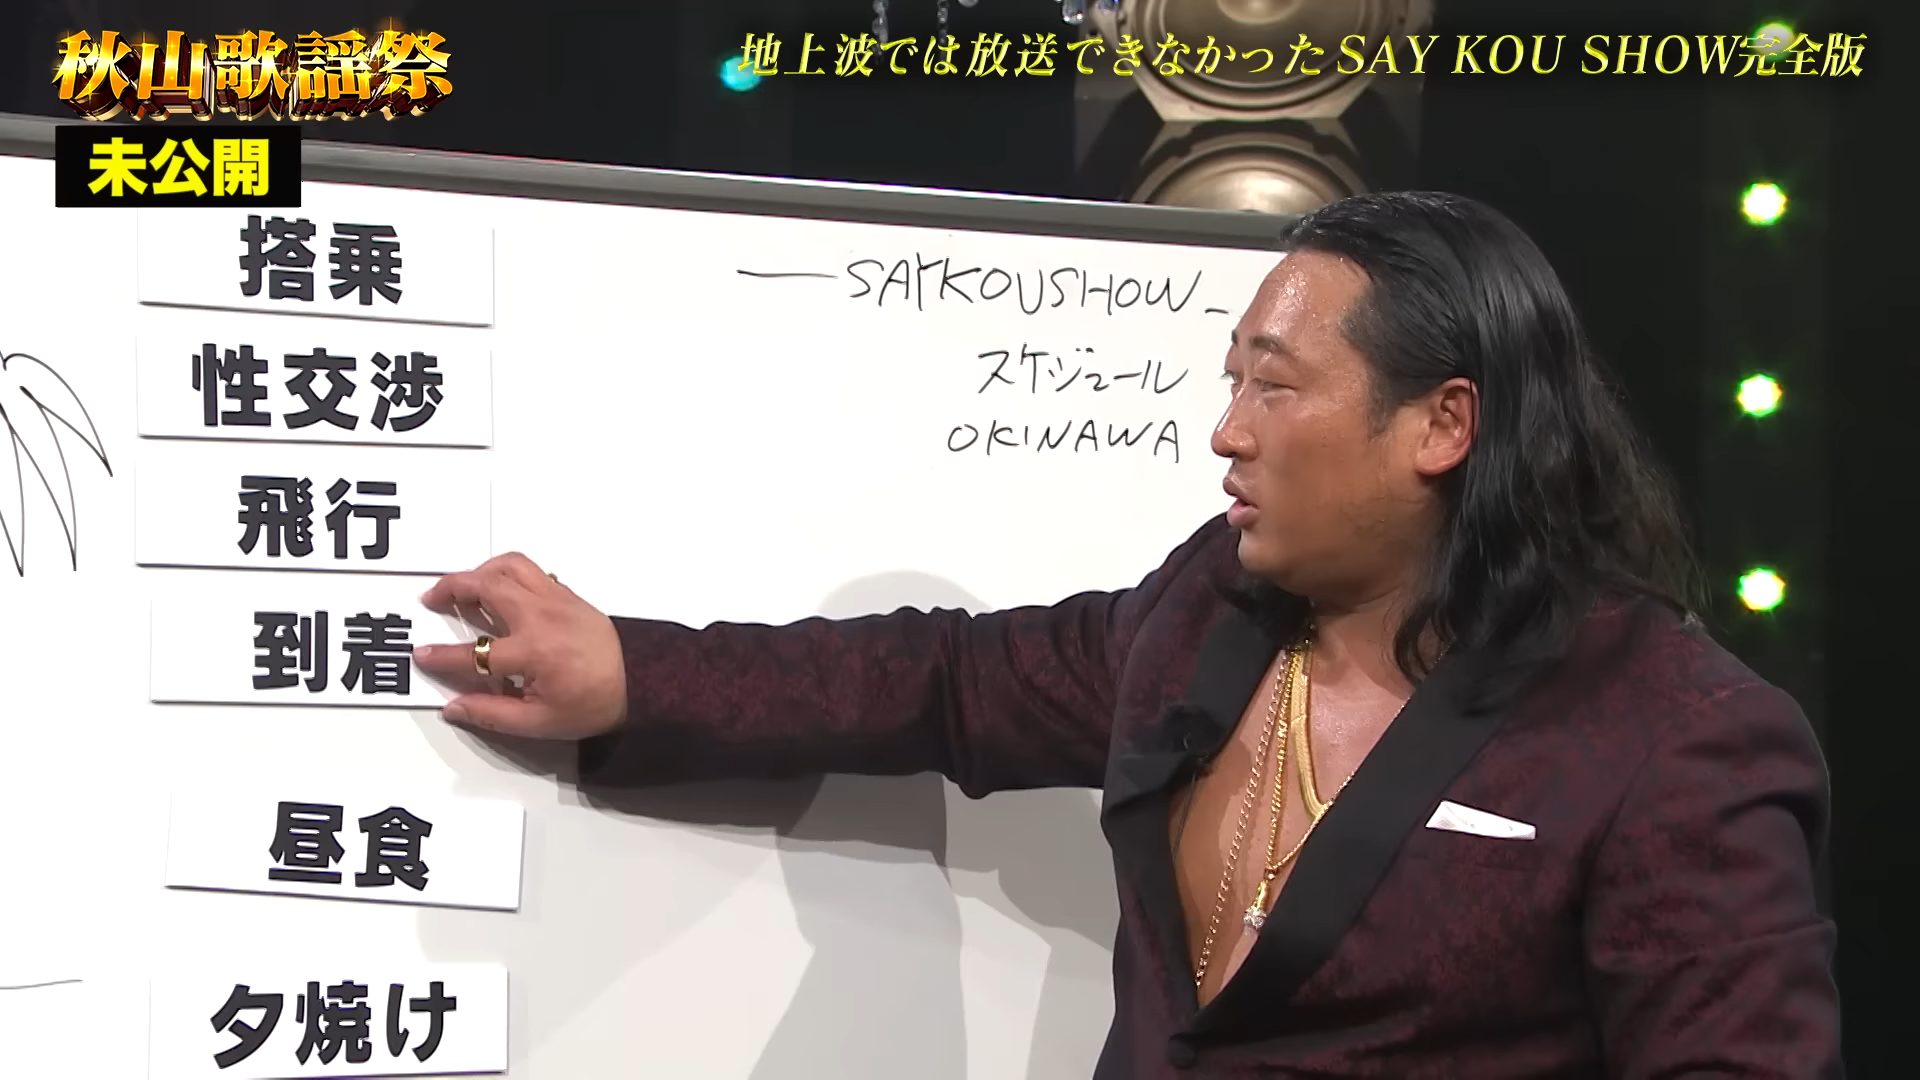 秋山歌謡祭
地上波では放送できなかったSAY KOU SHOW完全版
未公開
搭乗
性交渉
飛行
到着
昼食
夕焼け
—SAYKOUSHOW-
スケジュール
OKINAWA